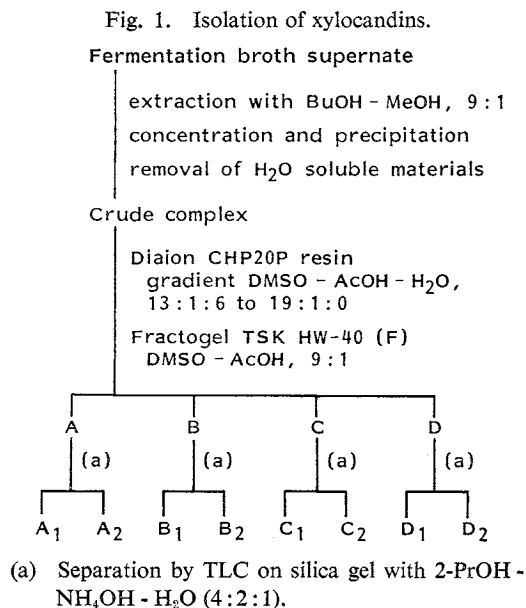 Fig. 1. Isolation of xylocandins.
Fermentation broth supernate
extraction with BuOH - MeOH, 9 : 1
concentration and precipitation
removal of H₂O soluble materials
Crude complex
Diaion CHP20P resin
gradient DMSO - AcOH - H₂O,
13 : 1 : 6 to 19 : 1 : 0
Fractogel TSK HW-40 (F)
DMSO - AcOH, 9 : 1
A B C D
(a) (a) (a) (a)
A₁ A₂ B₁ B₂ C₁ C₂ D₁ D₂
(a) Separation by TLC on silica gel with 2-PrOH -
NH₄OH - H₂O (4 : 2 : 1).